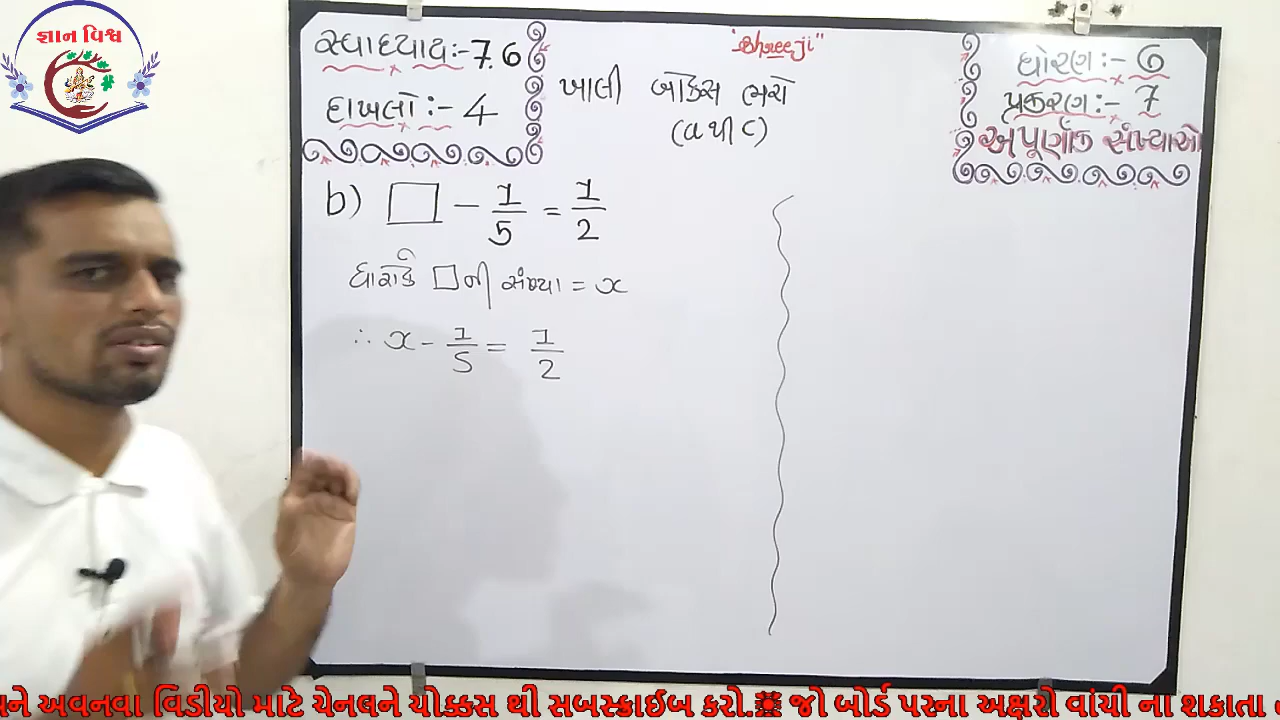 જ્ઞાન વિશ્વ
સ્વાધ્યાય:- 7.6
દાખલો:- 4
"Shreeji"
ખાલી બોક્સ ભરો
(a થી c)
ધોરણ:- 6
પ્રકરણ:- 7
અપૂર્ણાંક સંખ્યાઓ
b) □ - 1/5 = 1/2
ધારોકે □ની સંખ્યા = x
∴ x - 1/5 = 1/2
અવનવા વિડીયો માટે ચેનલને ચોક્કસ થી સબસ્ક્રાઈબ કરો. જો બોર્ડ પરના અક્ષરો વાંચી ના શકાતા